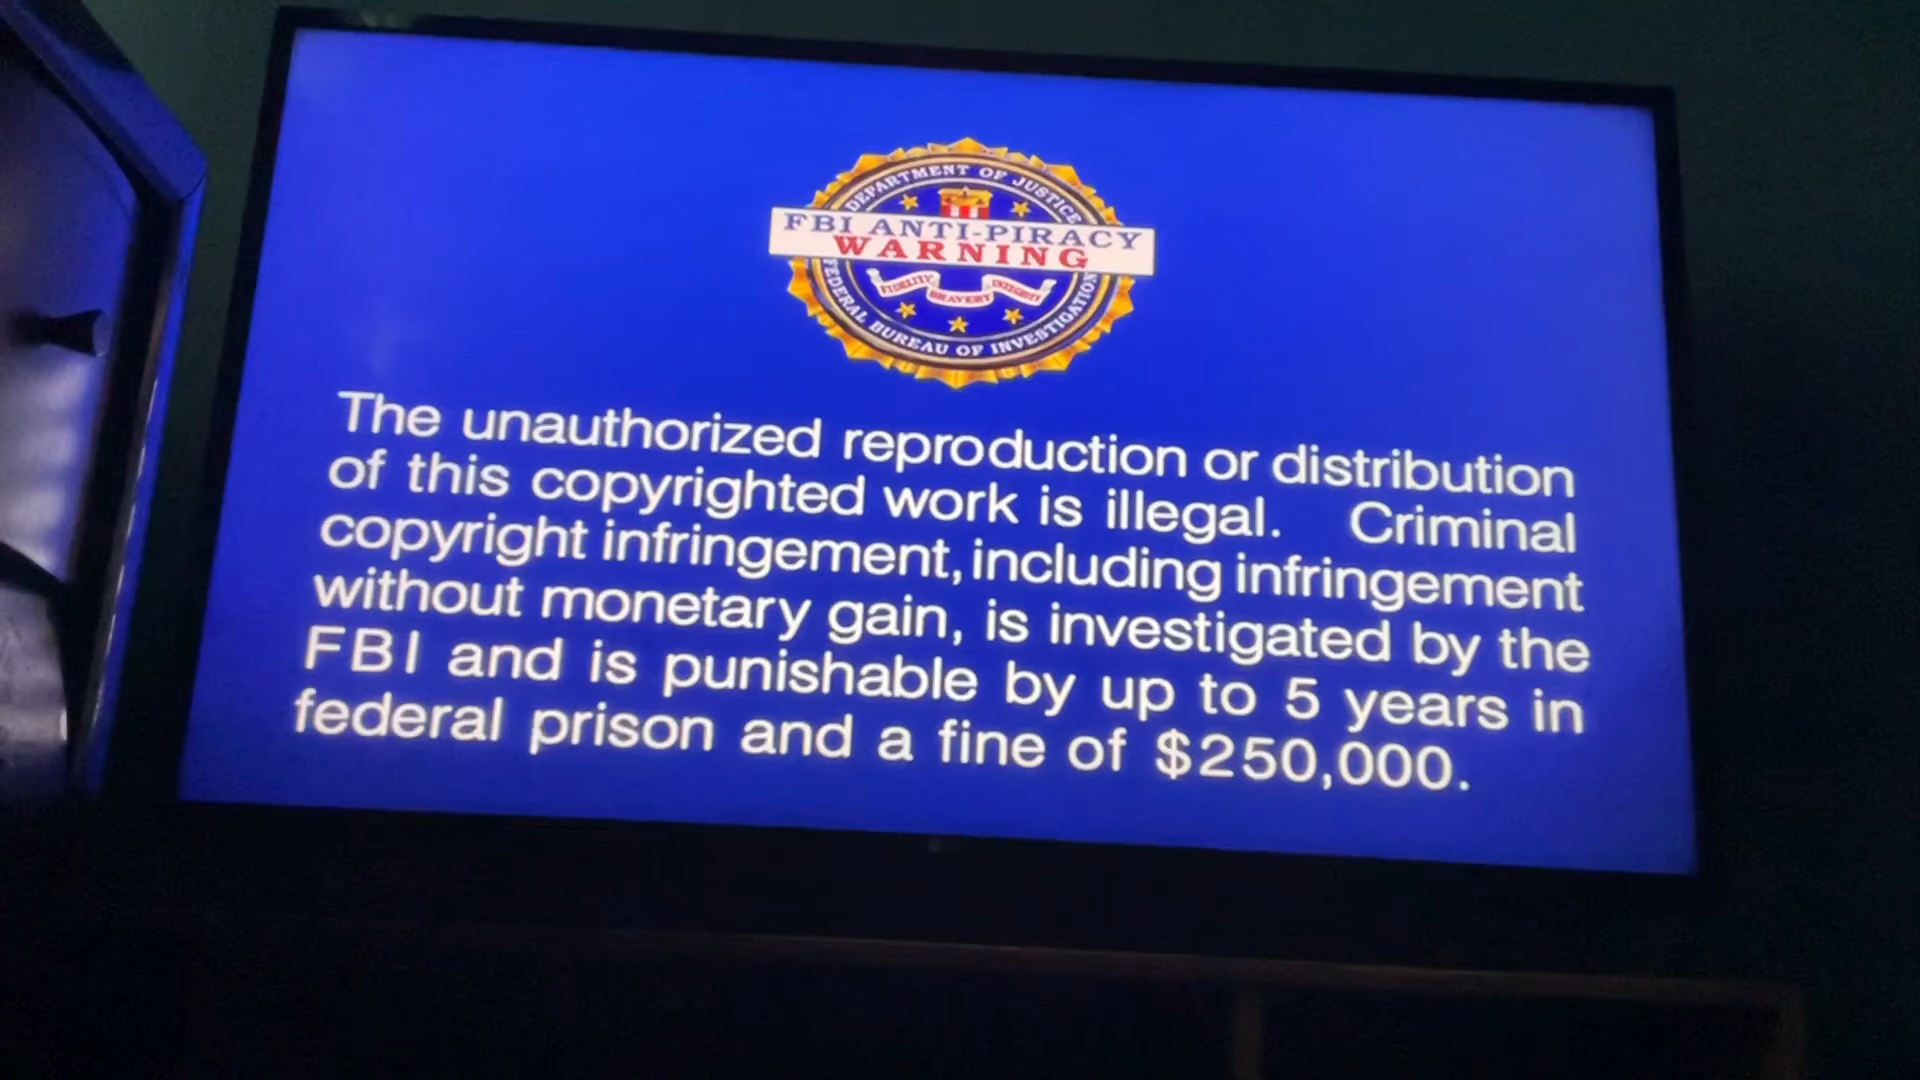 DEPARTMENT OF JUSTICE
FBI ANTI-PIRACY
WARNING
FIDELITY BRAVERY INTEGRITY
FEDERAL BUREAU OF INVESTIGATION
The unauthorized reproduction or distribution
of this copyrighted work is illegal. Criminal
copyright infringement, including infringement
without monetary gain, is investigated by the
FBI and is punishable by up to 5 years in
federal prison and a fine of $250,000.